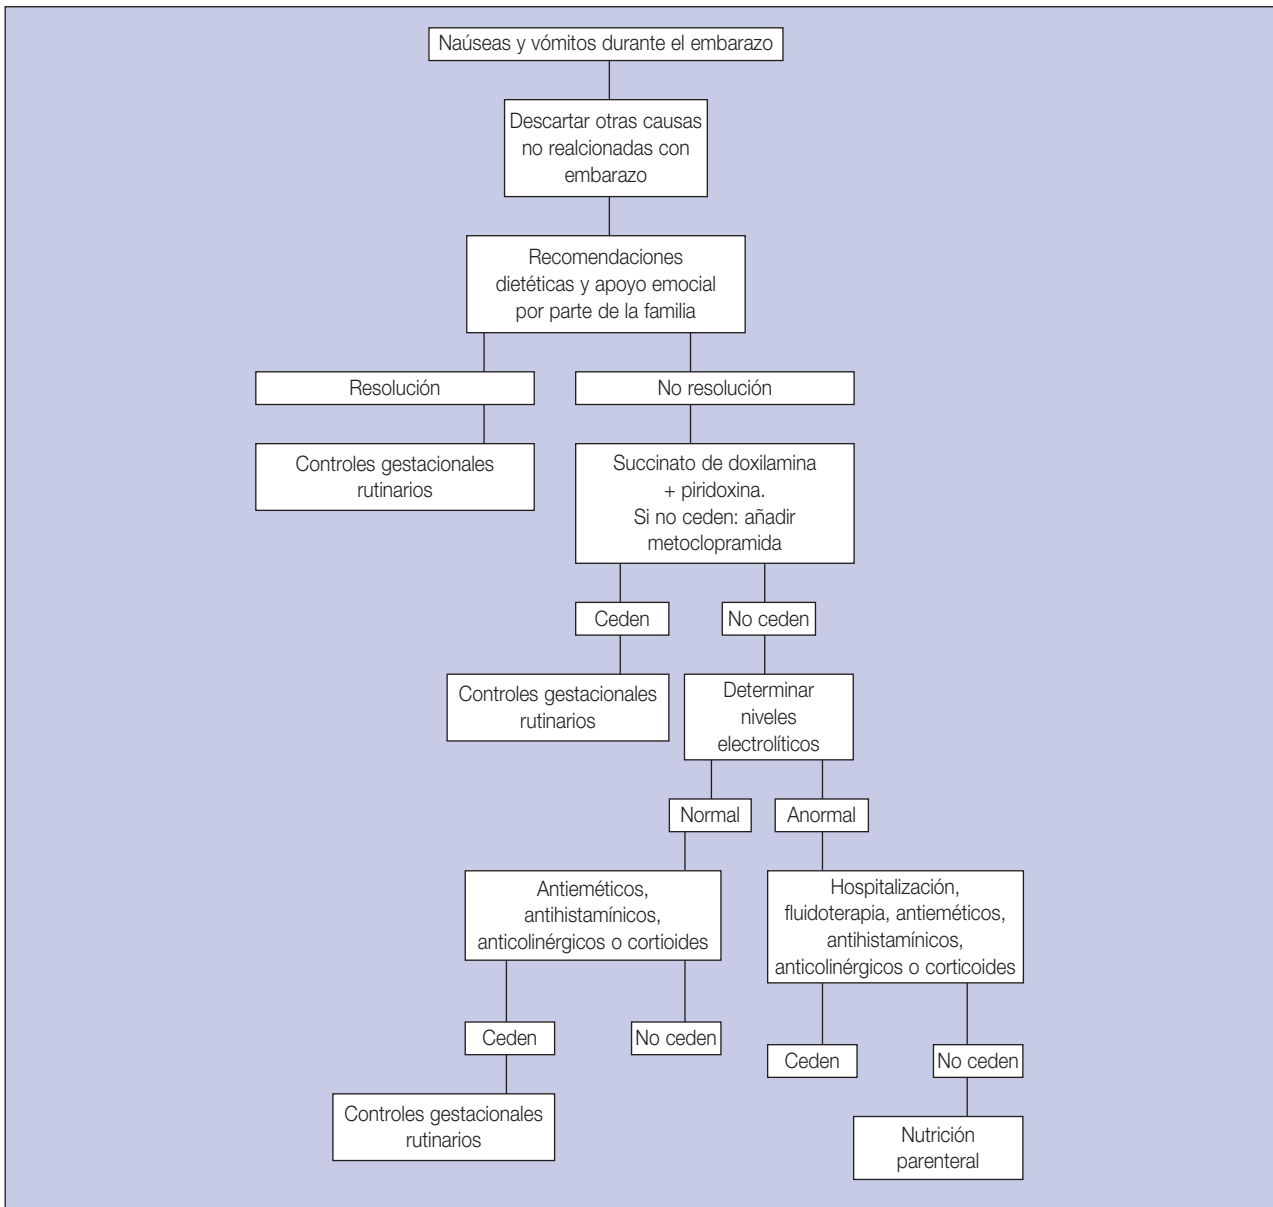 Naúseas y vómitos durante el embarazo
Descartar otras causas
no realcionadas con
embarazo
Recomendaciones
dietéticas y apoyo emocial
por parte de la familia
Resolución
No resolución
Controles gestacionales
rutinarios
Succinato de doxilamina
+ piridoxina.
Si no ceden: añadir
metoclopramida
Ceden
No ceden
Controles gestacionales
rutinarios
Determinar
niveles
electrolíticos
Normal
Anormal
Antieméticos,
antihistamínicos,
anticolinérgicos o cortioides
Hospitalización,
fluidoterapia, antieméticos,
antihistamínicos,
anticolinérgicos o corticoides
Ceden
No ceden
Ceden
No ceden
Controles gestacionales
rutinarios
Nutrición
parenteral